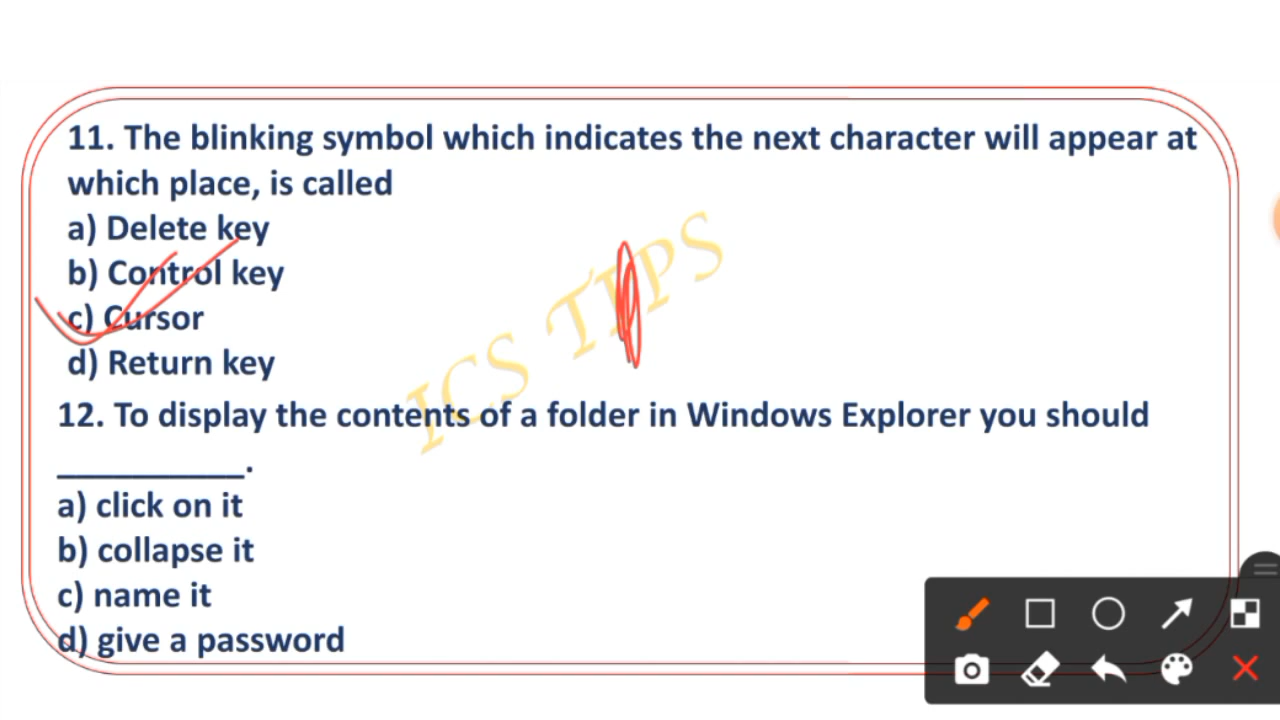 11. The blinking symbol which indicates the next character will appear at
which place, is called
a) Delete key
b) Control key
c) Cursor
d) Return key
ICS TIPS
12. To display the contents of a folder in Windows Explorer you should
__________.
a) click on it
b) collapse it
c) name it
d) give a password